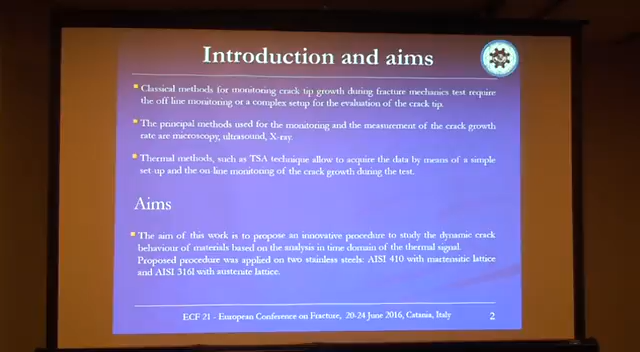 Introduction and aims
Classical methods for monitoring crack tip growth during fracture mechanics test require
the off line monitoring or a complex setup for the evaluation of the crack tip.
The principal methods used for the monitoring and the measurement of the crack growth
rate are microscopy, ultrasound, X-ray.
Thermal methods, such as TSA technique allow to acquire the data by means of a simple
set-up and the on-line monitoring of the crack growth during the test.
Aims
The aim of this work is to propose an innovative procedure to study the dynamic crack
behaviour of materials based on the analysis in time domain of the thermal signal.
Proposed procedure was applied on two stainless steels: AISI 410 with martensitic lattice
and AISI 316l with austenite lattice.
ECF 21 - European Conference on Fracture, 20-24 June 2016, Catania, Italy
2